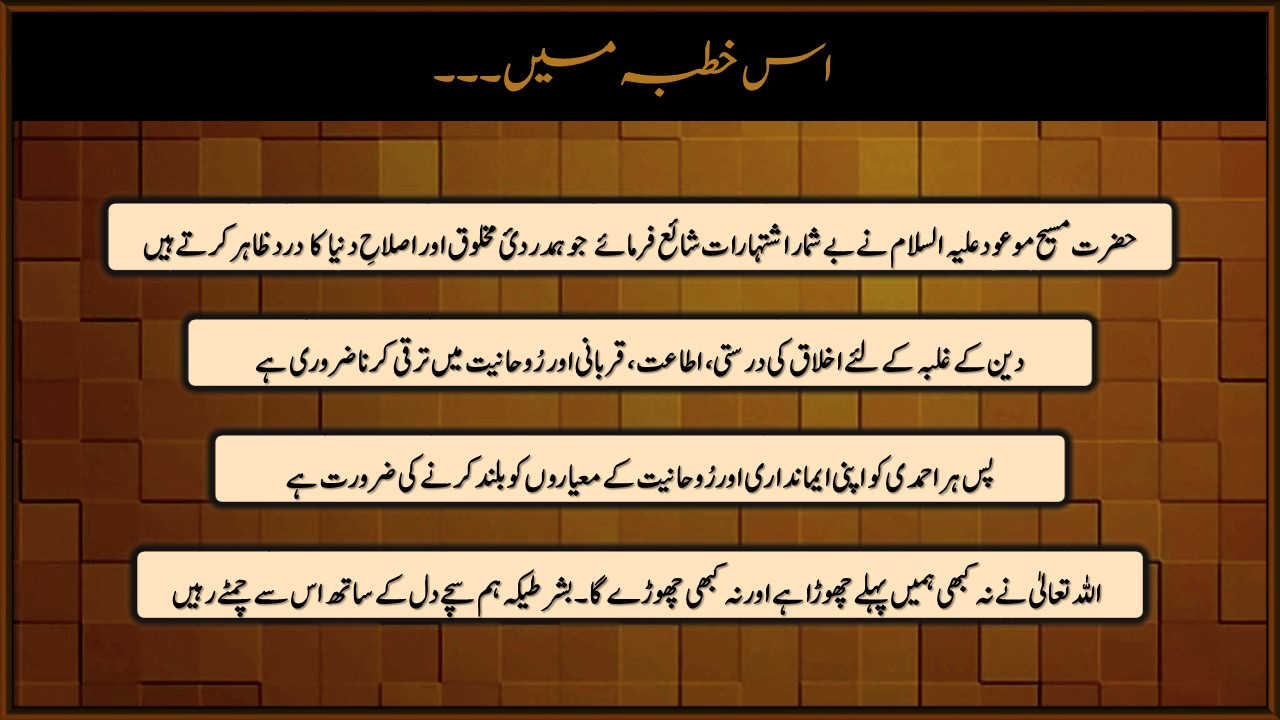 اس خطبہ میں۔۔۔
حضرت مسیح موعود علیہ السلام نے بے شمار اشتہارات شائع فرمائے جو ہمدردیٔ مخلوق اور اصلاحِ دنیا کا درد ظاہر کرتے ہیں
دین کے غلبہ کے لئے اخلاق کی درستی، اطاعت، قربانی اور رُوحانیت میں ترقی کرنا ضروری ہے
پس ہر احمدی کو اپنی ایمانداری اور رُوحانیت کے معیاروں کو بلند کرنے کی ضرورت ہے
اللہ تعالیٰ نے نہ کبھی ہمیں پہلے چھوڑا ہے اور نہ کبھی چھوڑے گا۔ بشرطیکہ ہم سچے دل کے ساتھ اس سے چمٹے رہیں